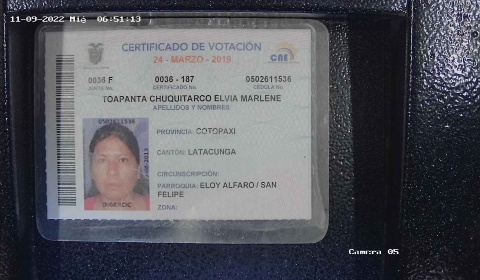 11-09-2022 Mié 06:51:13
CERTIFICADO DE VOTACIÓN
24 - MARZO - 2019
CNE
0036 F
JUNTA No.
0036 - 187
CERTIFICADO No.
0502611536
CÉDULA No.
TOAPANTA CHUQUITARCO ELVIA MARLENE
APELLIDOS Y NOMBRES
0502611536
PROVINCIA: COTOPAXI
CANTÓN: LATACUNGA
CIRCUNSCRIPCIÓN:
PARROQUIA: ELOY ALFARO / SAN
FELIPE
ZONA:
Camera 05